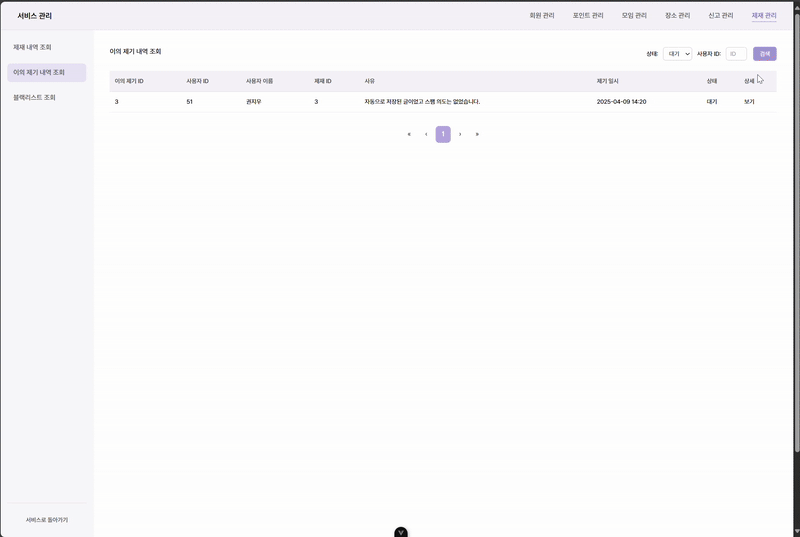 서비스 관리
회원 관리 포인트 관리 모임 관리 장소 관리 신고 관리 제재 관리
제재 내역 조회
이의 제기 내역 조회
블랙리스트 조회
서비스로 돌아가기
이의 제기 내역 조회
상태: 대기 사용자 ID: ID 검색
이의 제기 ID 사용자 ID 사용자 이름 제재 ID 사유 제기 일시 상태 상세
3 51 권지우 3 자동으로 저장된 글이었고 스팸 의도는 없었습니다. 2025-04-09 14:20 대기 보기
« ‹ 1 › »